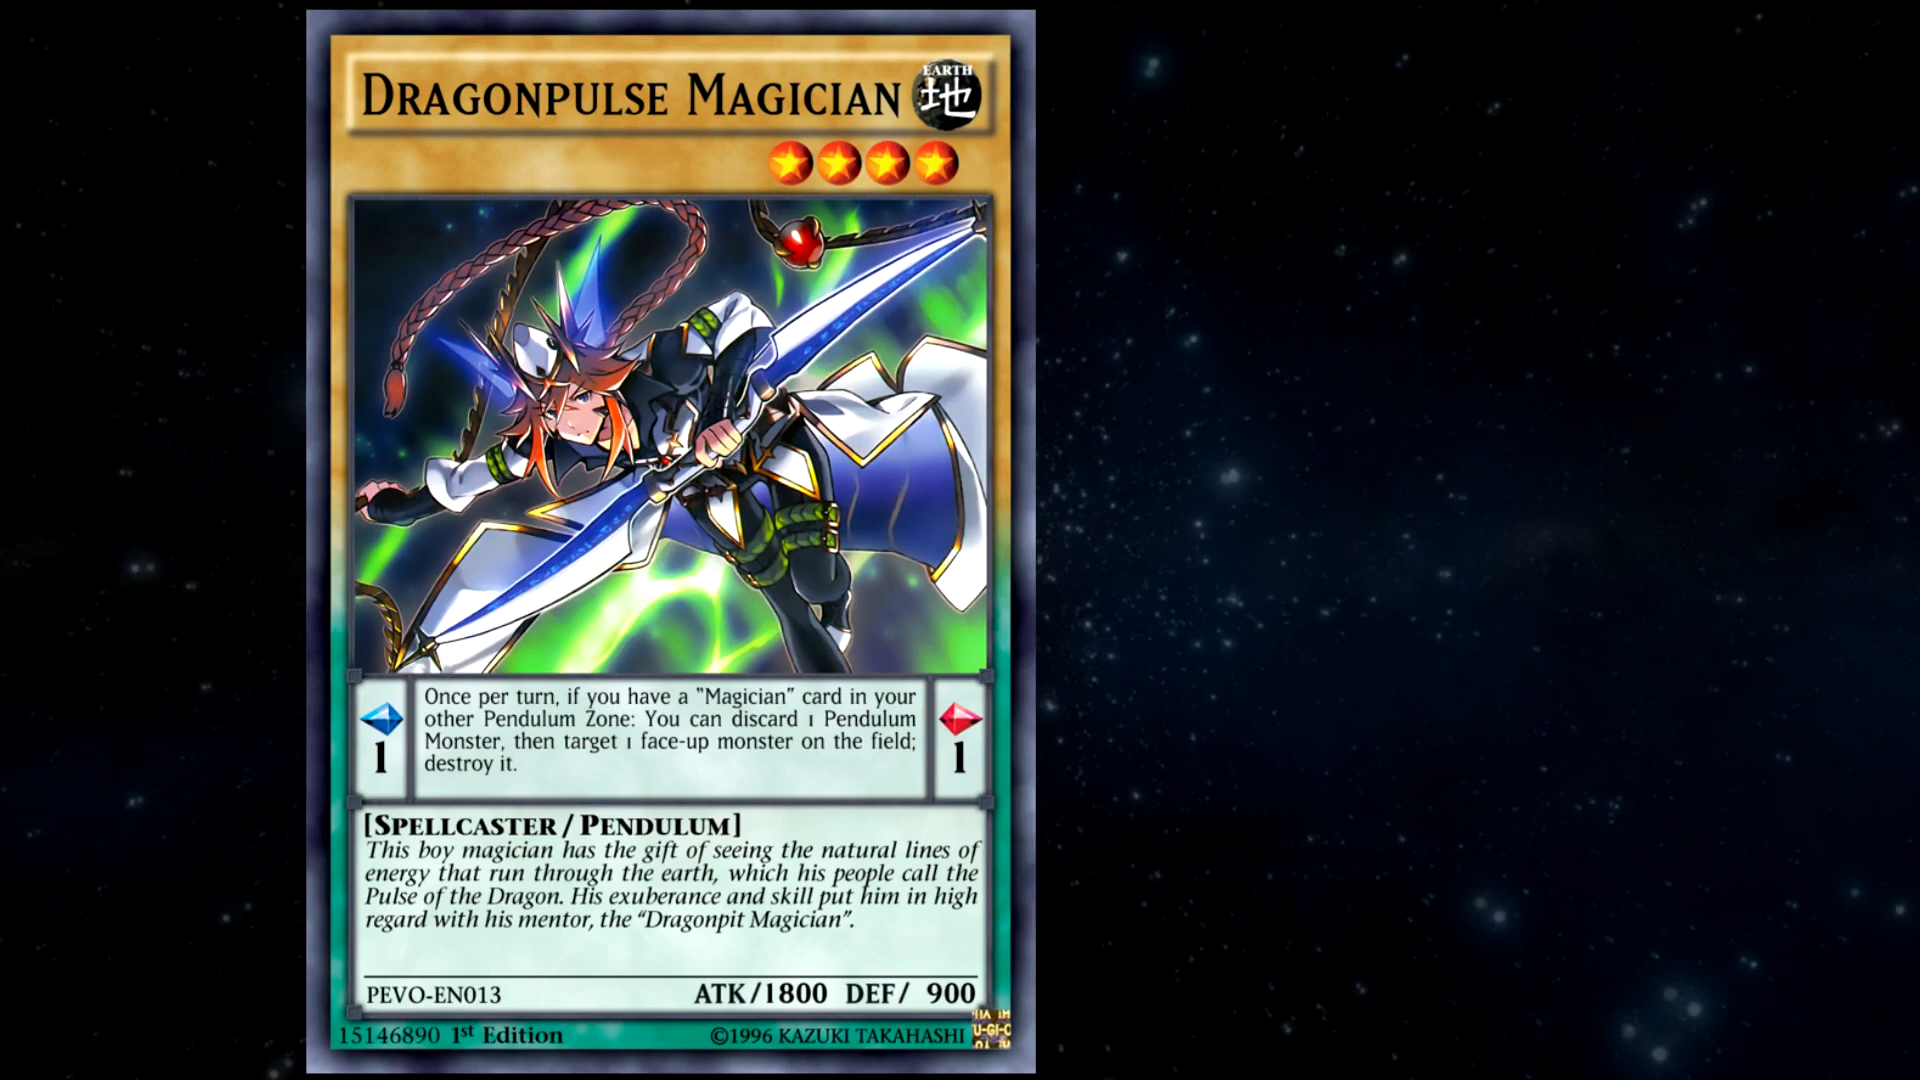 DRAGONPULSE MAGICIAN
EARTH
地
Once per turn, if you have a "Magician" card in your
other Pendulum Zone: You can discard 1 Pendulum
Monster, then target 1 face-up monster on the field;
destroy it.
1
1
[SPELLCASTER / PENDULUM]
This boy magician has the gift of seeing the natural lines of
energy that run through the earth, which his people call the
Pulse of the Dragon. His exuberance and skill put him in high
regard with his mentor, the “Dragonpit Magician”.
PEVO-EN013
ATK/1800 DEF/ 900
15146890 1st Edition
©1996 KAZUKI TAKAHASHI